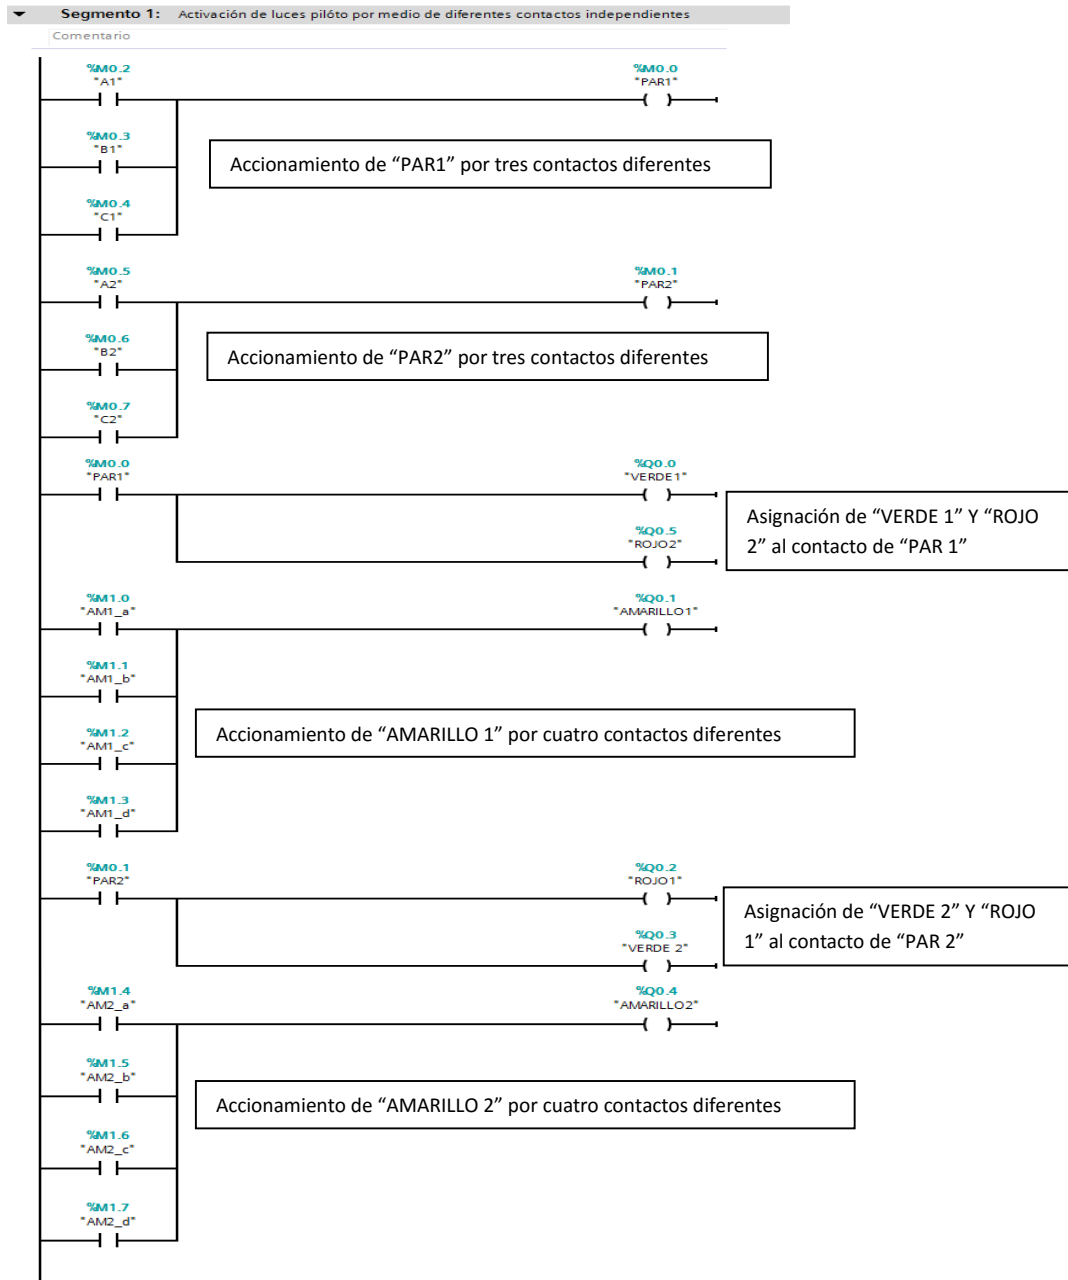 Segmento 1: Activación de luces pilóto por medio de diferentes contactos independientes
Comentario
%M0.2 %M0.0
"A1" "PAR1"
%M0.3
"B1"
Accionamiento de “PAR1” por tres contactos diferentes
%M0.4
"C1"
%M0.5 %M0.1
"A2" "PAR2"
%M0.6
"B2"
Accionamiento de “PAR2” por tres contactos diferentes
%M0.7
"C2"
%M0.0 %Q0.0
"PAR1" "VERDE1"
Asignación de “VERDE 1” Y “ROJO
2” al contacto de “PAR 1”
%Q0.5
"ROJO2"
%M1.0 %Q0.1
"AM1_a" "AMARILLO1"
%M1.1
"AM1_b"
%M1.2
"AM1_c"
Accionamiento de “AMARILLO 1” por cuatro contactos diferentes
%M1.3
"AM1_d"
%M0.1 %Q0.2
"PAR2" "ROJO1"
Asignación de “VERDE 2” Y “ROJO
1” al contacto de “PAR 2”
%Q0.3
"VERDE 2"
%M1.4 %Q0.4
"AM2_a" "AMARILLO2"
%M1.5
"AM2_b"
Accionamiento de “AMARILLO 2” por cuatro contactos diferentes
%M1.6
"AM2_c"
%M1.7
"AM2_d"